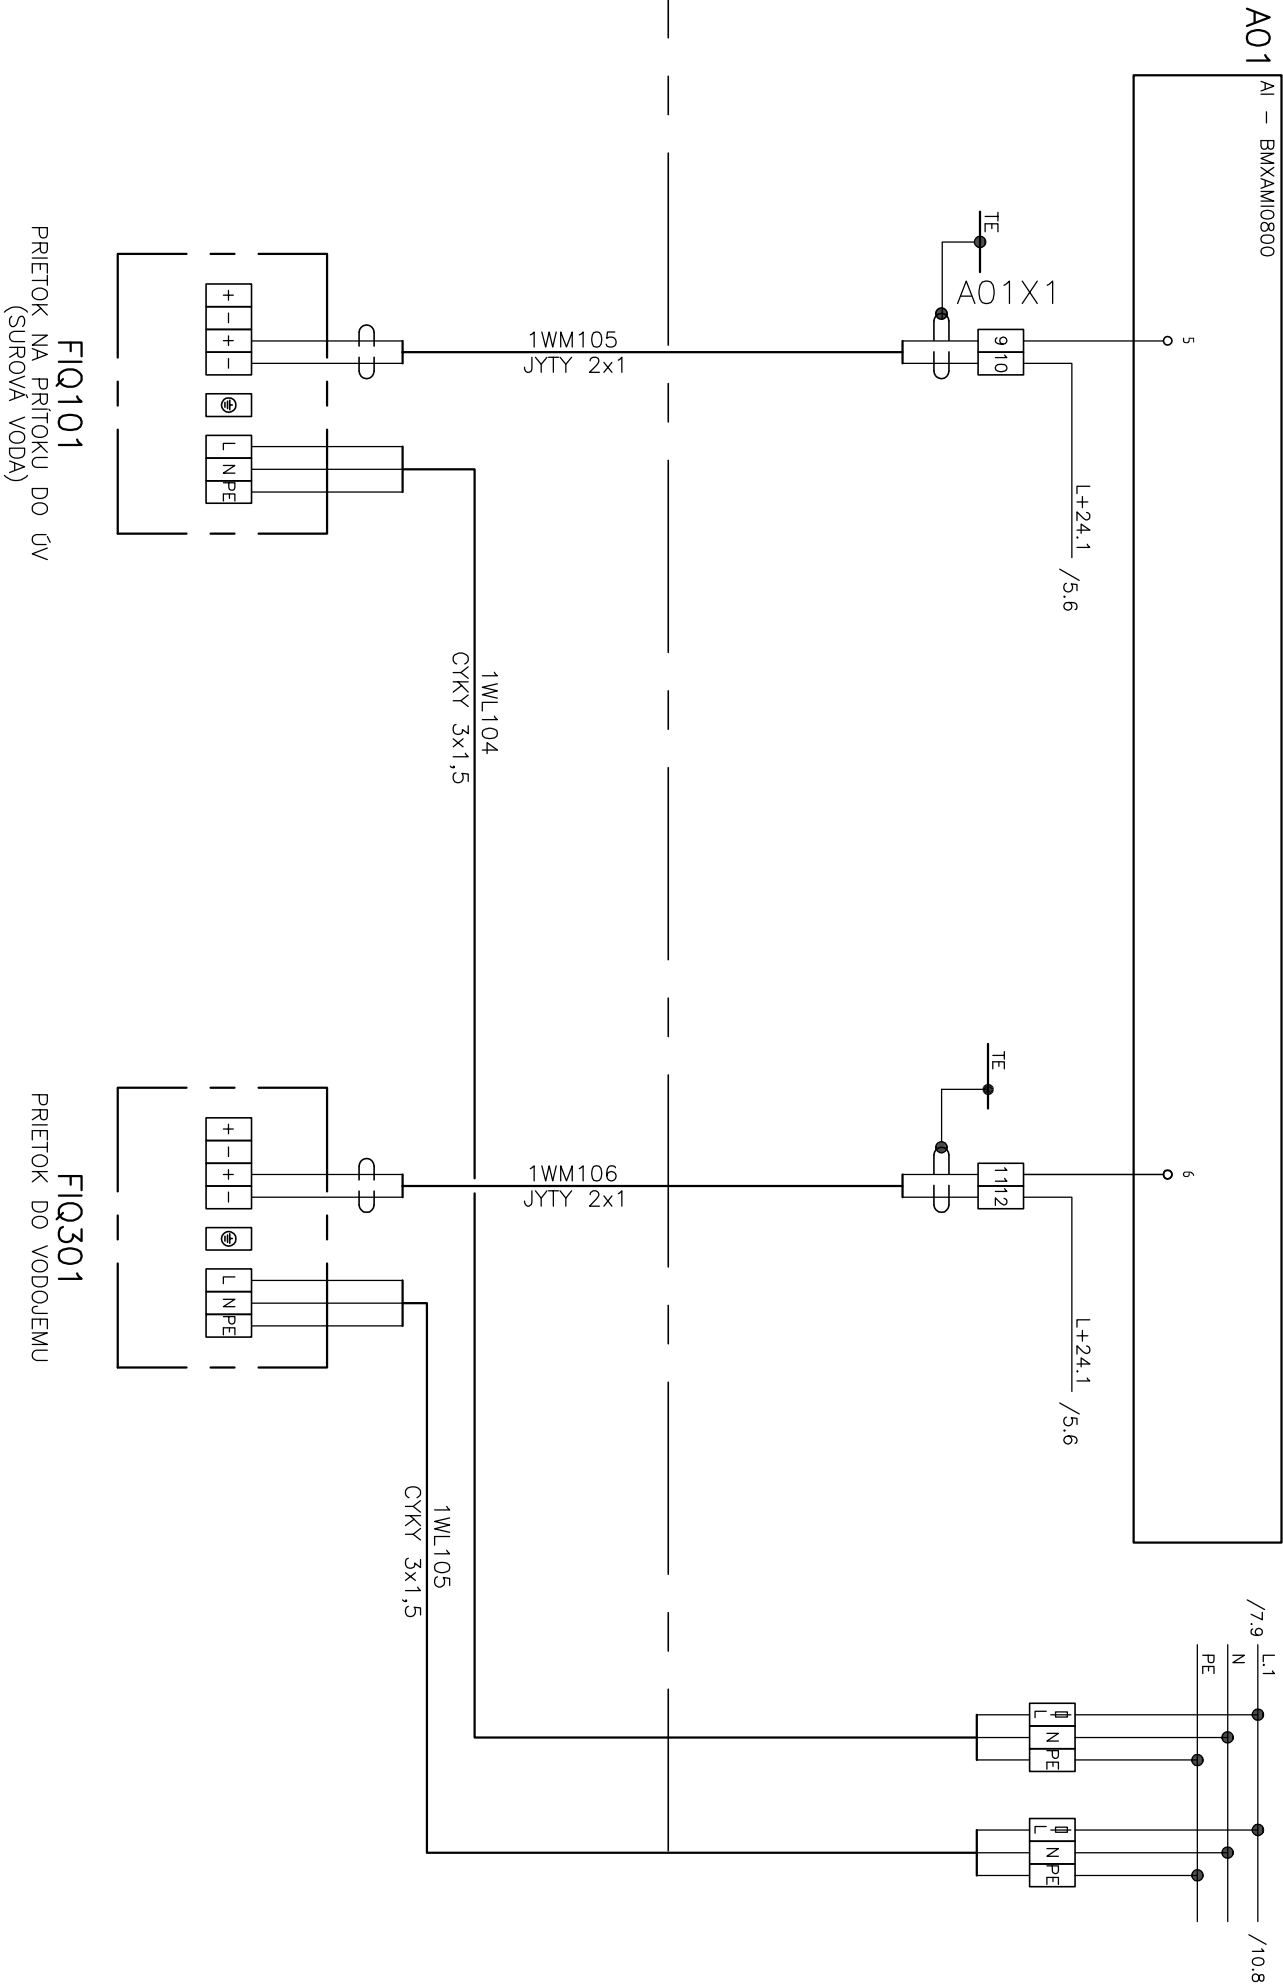 A01
AI - BMXAMI0800
5
6
/7.9
L.1
N
PE
/10.8
TE
A01X1
9
10
L+24.1
/5.6
TE
11
12
L+24.1
/5.6
L
N
PE
L
N
PE
1WM105
JYTY 2x1
1WM106
JYTY 2x1
1WL104
CYKY 3x1,5
1WL105
CYKY 3x1,5
+
-
+
-
L
N
PE
+
-
+
-
L
N
PE
FIQ101
PRIETOK NA PRÍTOKU DO ÚV
(SUROVÁ VODA)
FIQ301
PRIETOK DO VODOJEMU